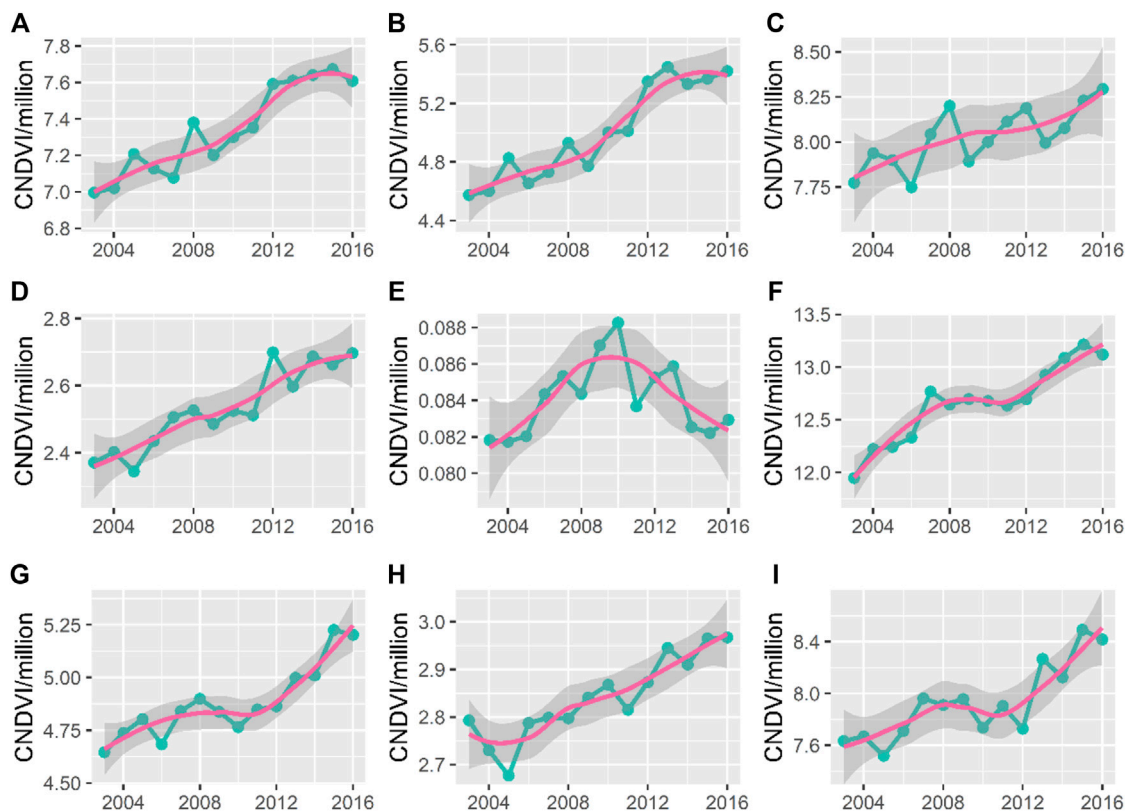 A
CNDVI/million
7.8
7.6
7.4
7.2
7.0
6.8
2004 2008 2012 2016
B
CNDVI/million
5.6
5.2
4.8
4.4
2004 2008 2012 2016
C
CNDVI/million
8.50
8.25
8.00
7.75
2004 2008 2012 2016
D
CNDVI/million
2.8
2.6
2.4
2004 2008 2012 2016
E
CNDVI/million
0.088
0.086
0.084
0.082
0.080
2004 2008 2012 2016
F
CNDVI/million
13.5
13.0
12.5
12.0
2004 2008 2012 2016
G
CNDVI/million
5.25
5.00
4.75
4.50
2004 2008 2012 2016
H
CNDVI/million
3.0
2.9
2.8
2.7
2004 2008 2012 2016
I
CNDVI/million
8.4
8.0
7.6
2004 2008 2012 2016